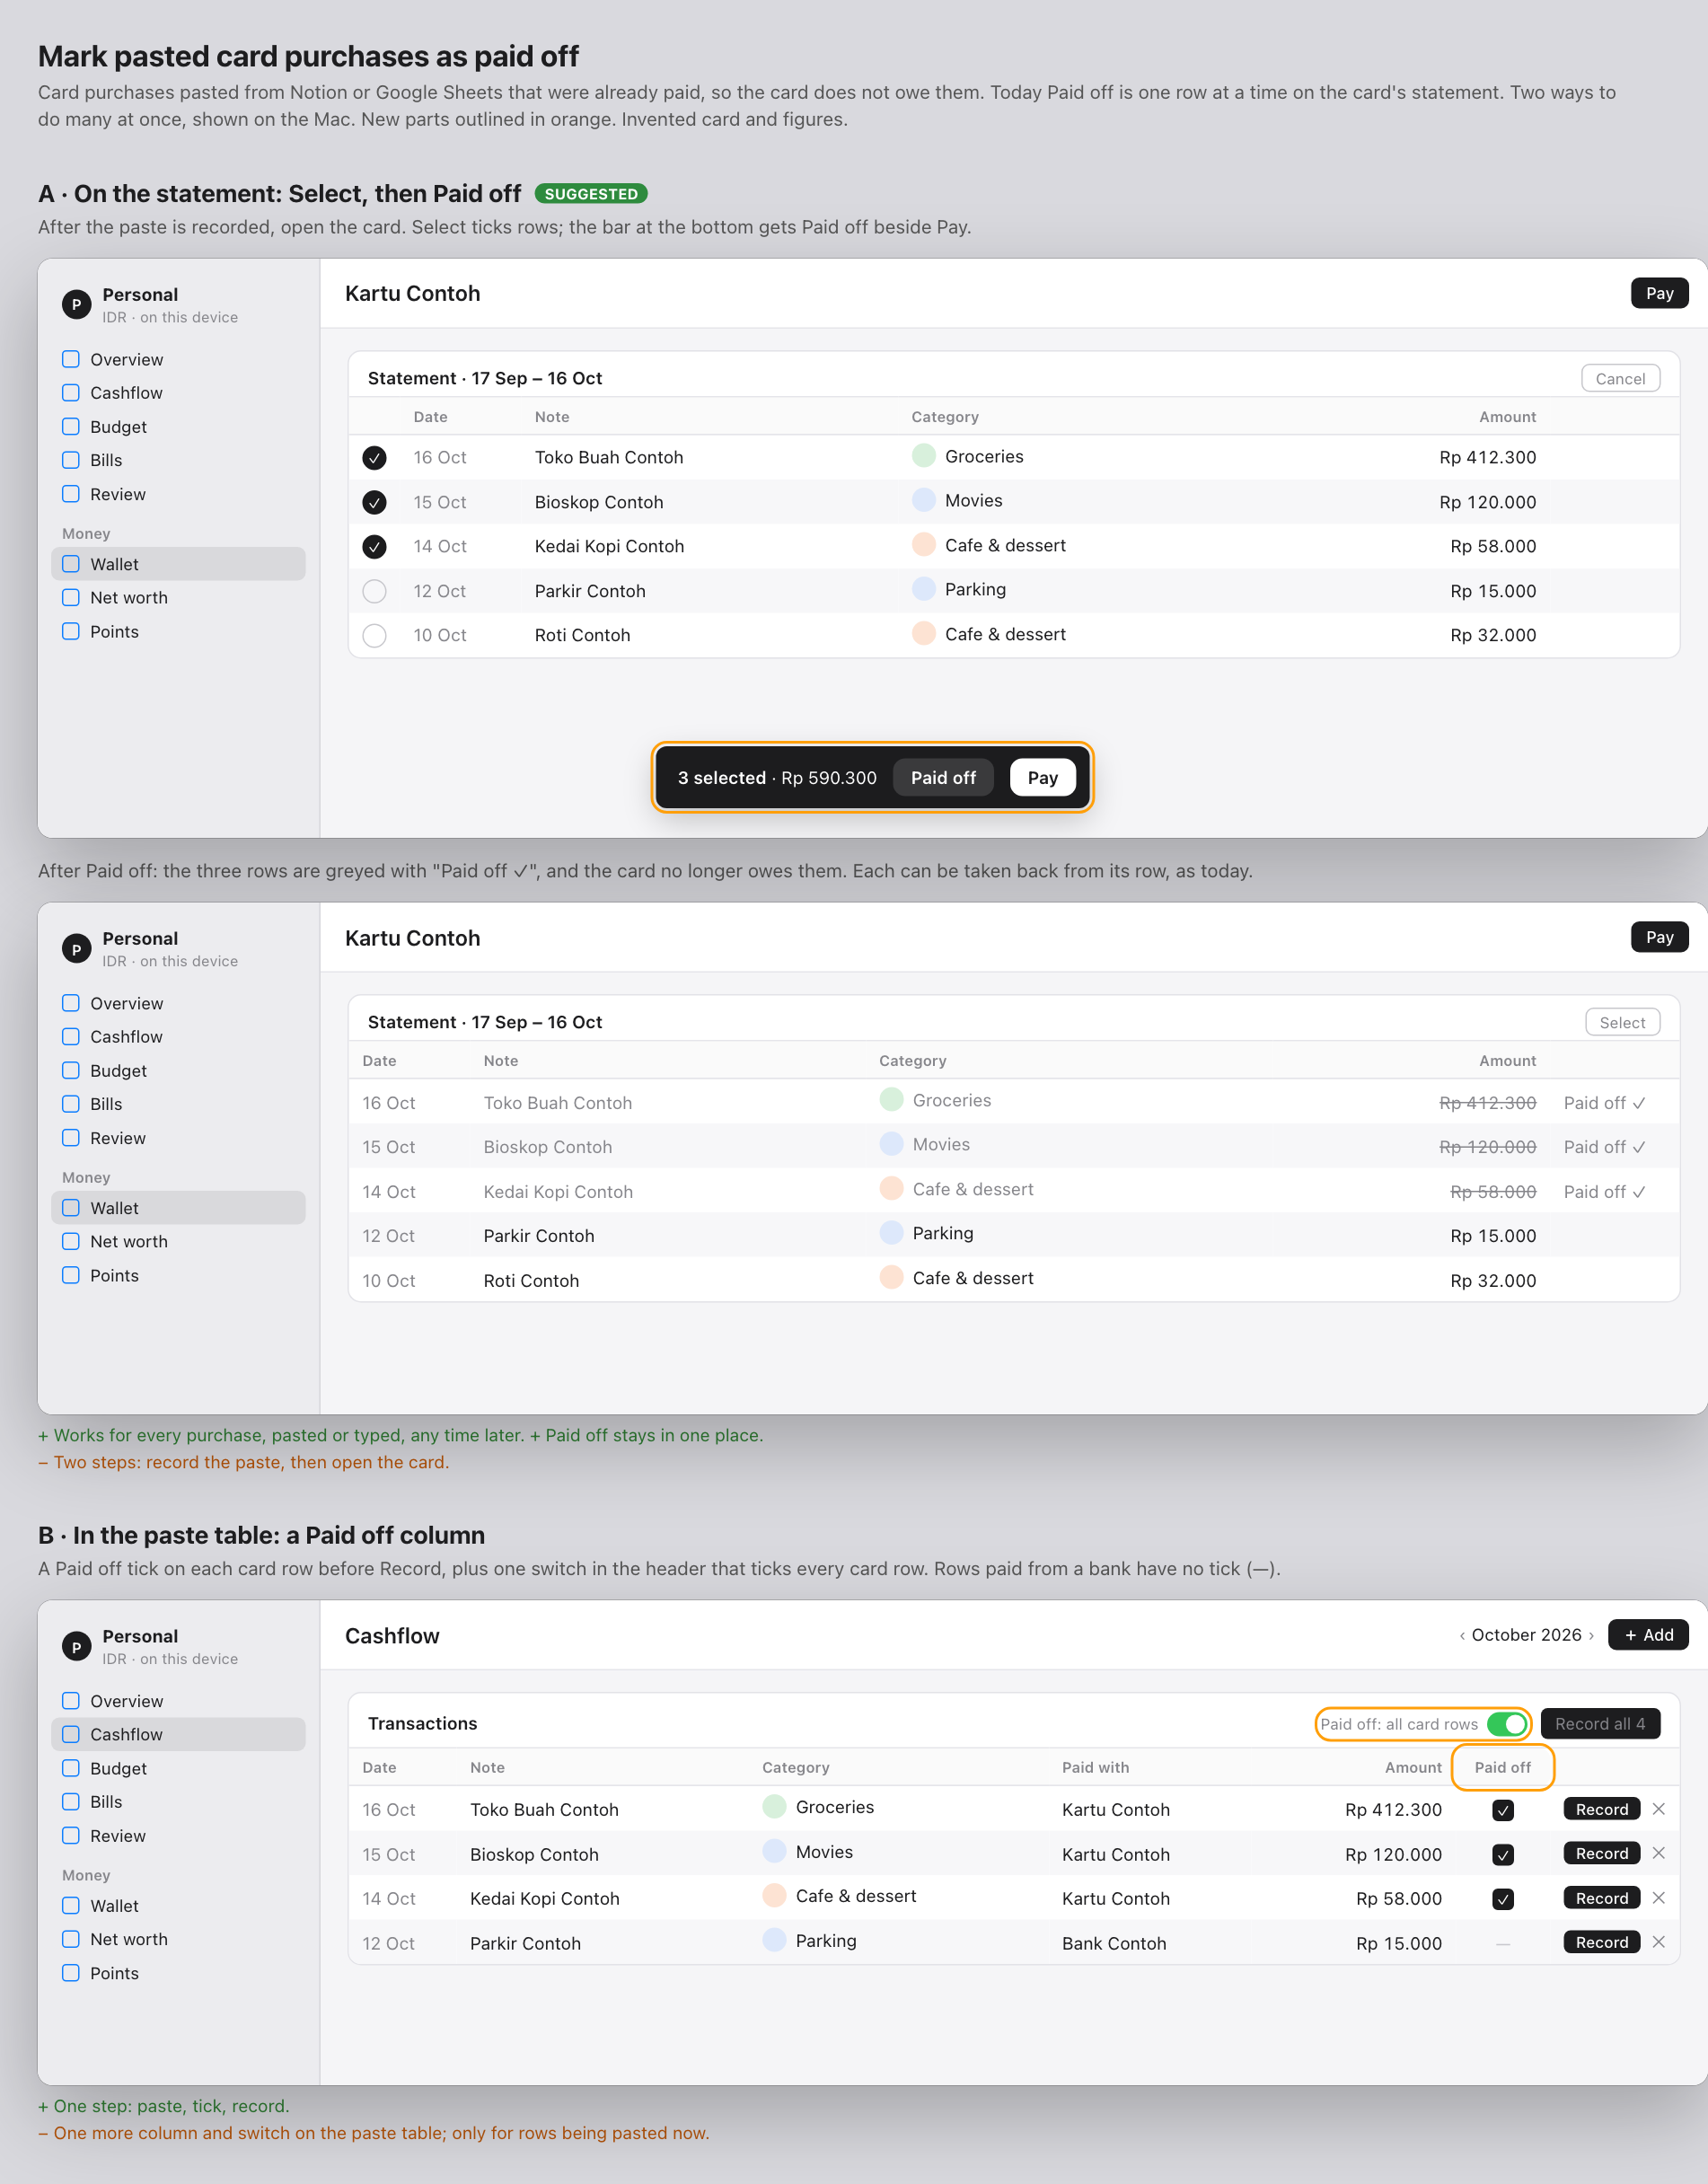 Mark pasted card purchases as paid off
Card purchases pasted from Notion or Google Sheets that were already paid, so the card does not owe them. Today Paid off is one row at a time on the card's statement. Two ways to
do many at once, shown on the Mac. New parts outlined in orange. Invented card and figures.
A · On the statement: Select, then Paid off SUGGESTED
After the paste is recorded, open the card. Select ticks rows; the bar at the bottom gets Paid off beside Pay.
P
Personal
IDR · on this device
Overview
Cashflow
Budget
Bills
Review
Money
Wallet
Net worth
Points
Kartu Contoh Pay
Statement · 17 Sep – 16 Oct Cancel
Date Note Category Amount
✓ 16 Oct Toko Buah Contoh Groceries Rp 412.300
✓ 15 Oct Bioskop Contoh Movies Rp 120.000
✓ 14 Oct Kedai Kopi Contoh Cafe & dessert Rp 58.000
12 Oct Parkir Contoh Parking Rp 15.000
10 Oct Roti Contoh Cafe & dessert Rp 32.000
3 selected · Rp 590.300 Paid off Pay
After Paid off: the three rows are greyed with "Paid off ✓", and the card no longer owes them. Each can be taken back from its row, as today.
P
Personal
IDR · on this device
Overview
Cashflow
Budget
Bills
Review
Money
Wallet
Net worth
Points
Kartu Contoh Pay
Statement · 17 Sep – 16 Oct Select
Date Note Category Amount
16 Oct Toko Buah Contoh Groceries Rp 412.300 Paid off ✓
15 Oct Bioskop Contoh Movies Rp 120.000 Paid off ✓
14 Oct Kedai Kopi Contoh Cafe & dessert Rp 58.000 Paid off ✓
12 Oct Parkir Contoh Parking Rp 15.000
10 Oct Roti Contoh Cafe & dessert Rp 32.000
+ Works for every purchase, pasted or typed, any time later. + Paid off stays in one place.
– Two steps: record the paste, then open the card.
B · In the paste table: a Paid off column
A Paid off tick on each card row before Record, plus one switch in the header that ticks every card row. Rows paid from a bank have no tick (—).
P
Personal
IDR · on this device
Overview
Cashflow
Budget
Bills
Review
Money
Wallet
Net worth
Points
Cashflow ‹ October 2026 › + Add
Transactions Paid off: all card rows Record all 4
Date Note Category Paid with Amount Paid off
16 Oct Toko Buah Contoh Groceries Kartu Contoh Rp 412.300 ✓ Record ×
15 Oct Bioskop Contoh Movies Kartu Contoh Rp 120.000 ✓ Record ×
14 Oct Kedai Kopi Contoh Cafe & dessert Kartu Contoh Rp 58.000 ✓ Record ×
12 Oct Parkir Contoh Parking Bank Contoh Rp 15.000 — Record ×
+ One step: paste, tick, record.
– One more column and switch on the paste table; only for rows being pasted now.